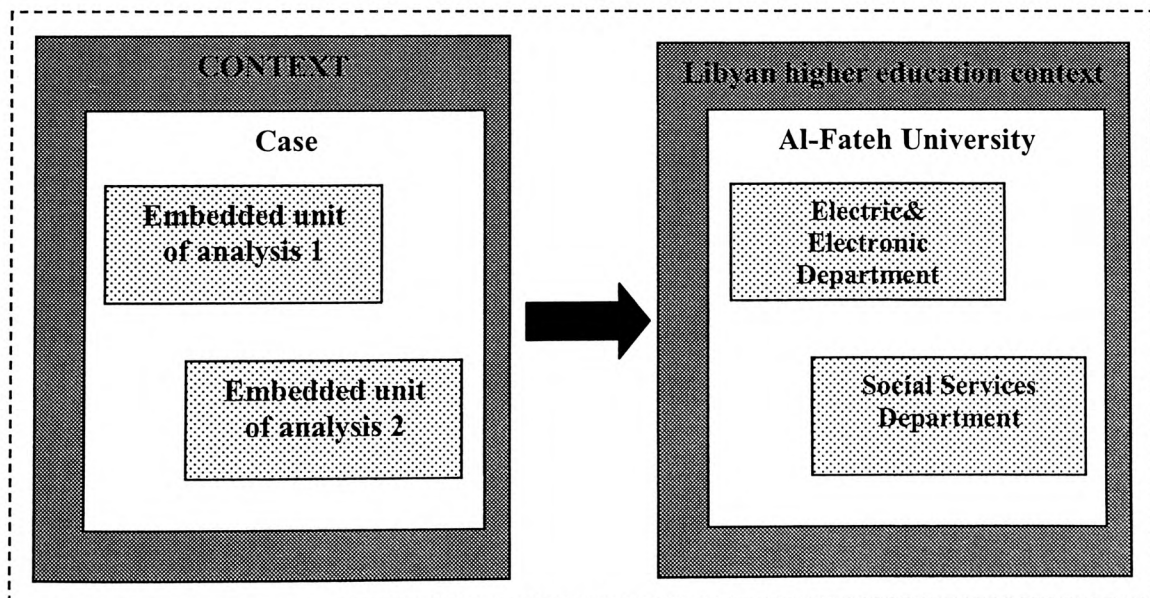 CONTEXT
Case
Embedded unit
of analysis 1
Embedded unit
of analysis 2
Libyan higher education context
Al-Fateh University
Electric&
Electronic
Department
Social Services
Department